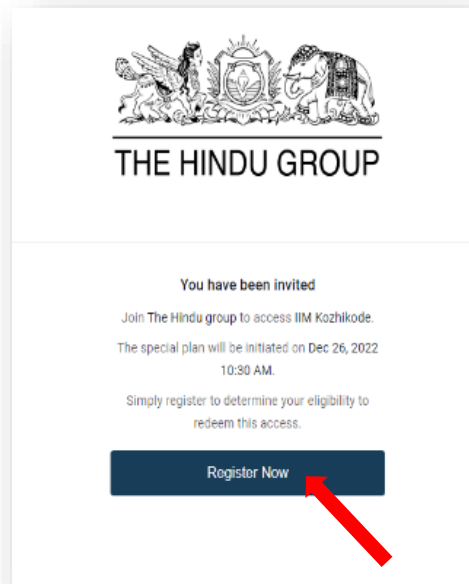 THE HINDU GROUP
You have been invited
Join The Hindu group to access IIM Kozhikode.
The special plan will be initiated on Dec 26, 2022
10:30 AM.
Simply register to determine your eligibility to
redeem this access.
Register Now